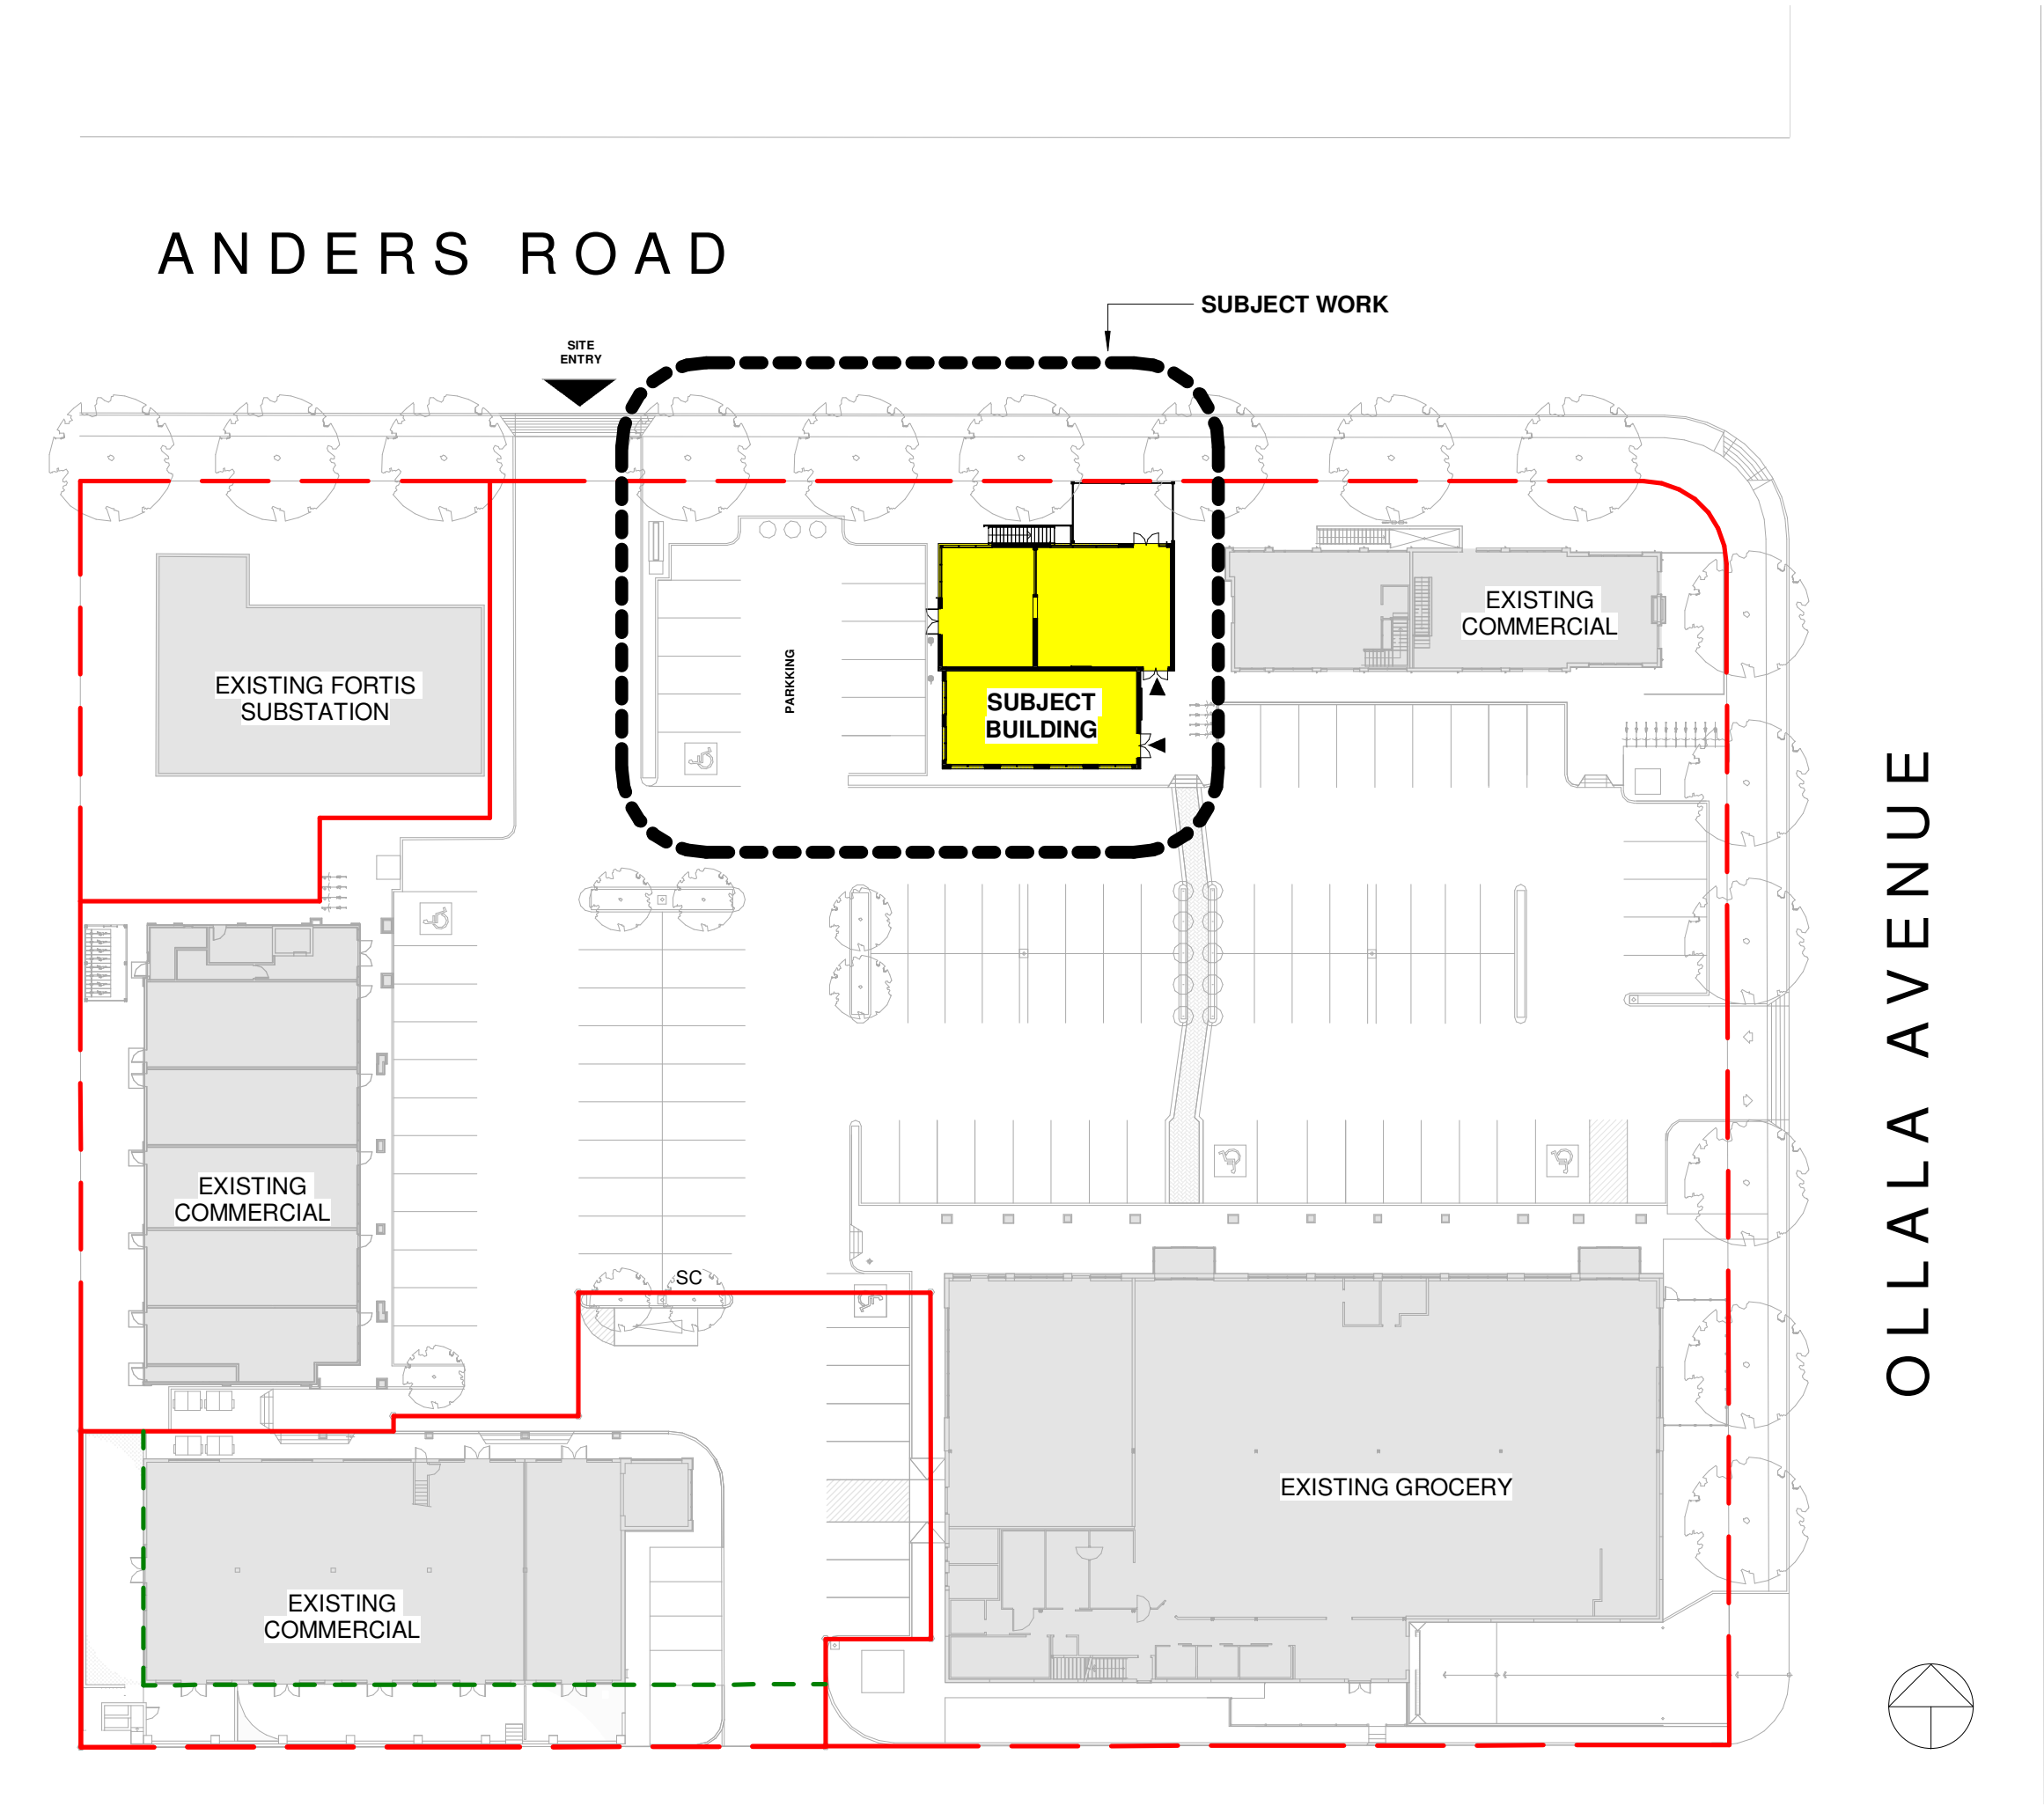 ANDERS ROAD
SUBJECT WORK
SITE
ENTRY
EXISTING
COMMERCIAL
EXISTING FORTIS
SUBSTATION
PARKKING
SUBJECT
BUILDING
OLLALA AVENUE
EXISTING
COMMERCIAL
SC
EXISTING GROCERY
EXISTING
COMMERCIAL